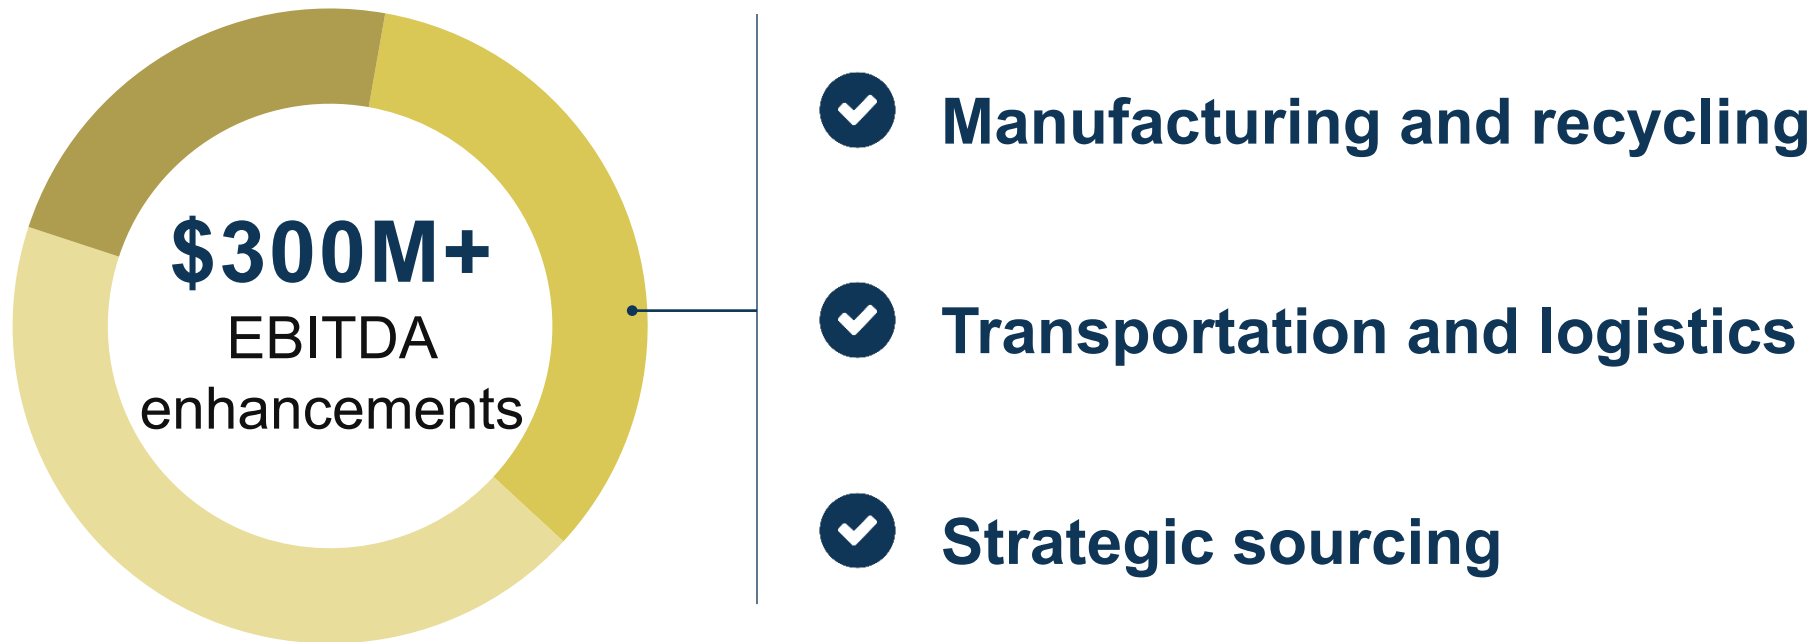 $300M+
EBITDA
enhancements
Manufacturing and recycling
Transportation and logistics
Strategic sourcing